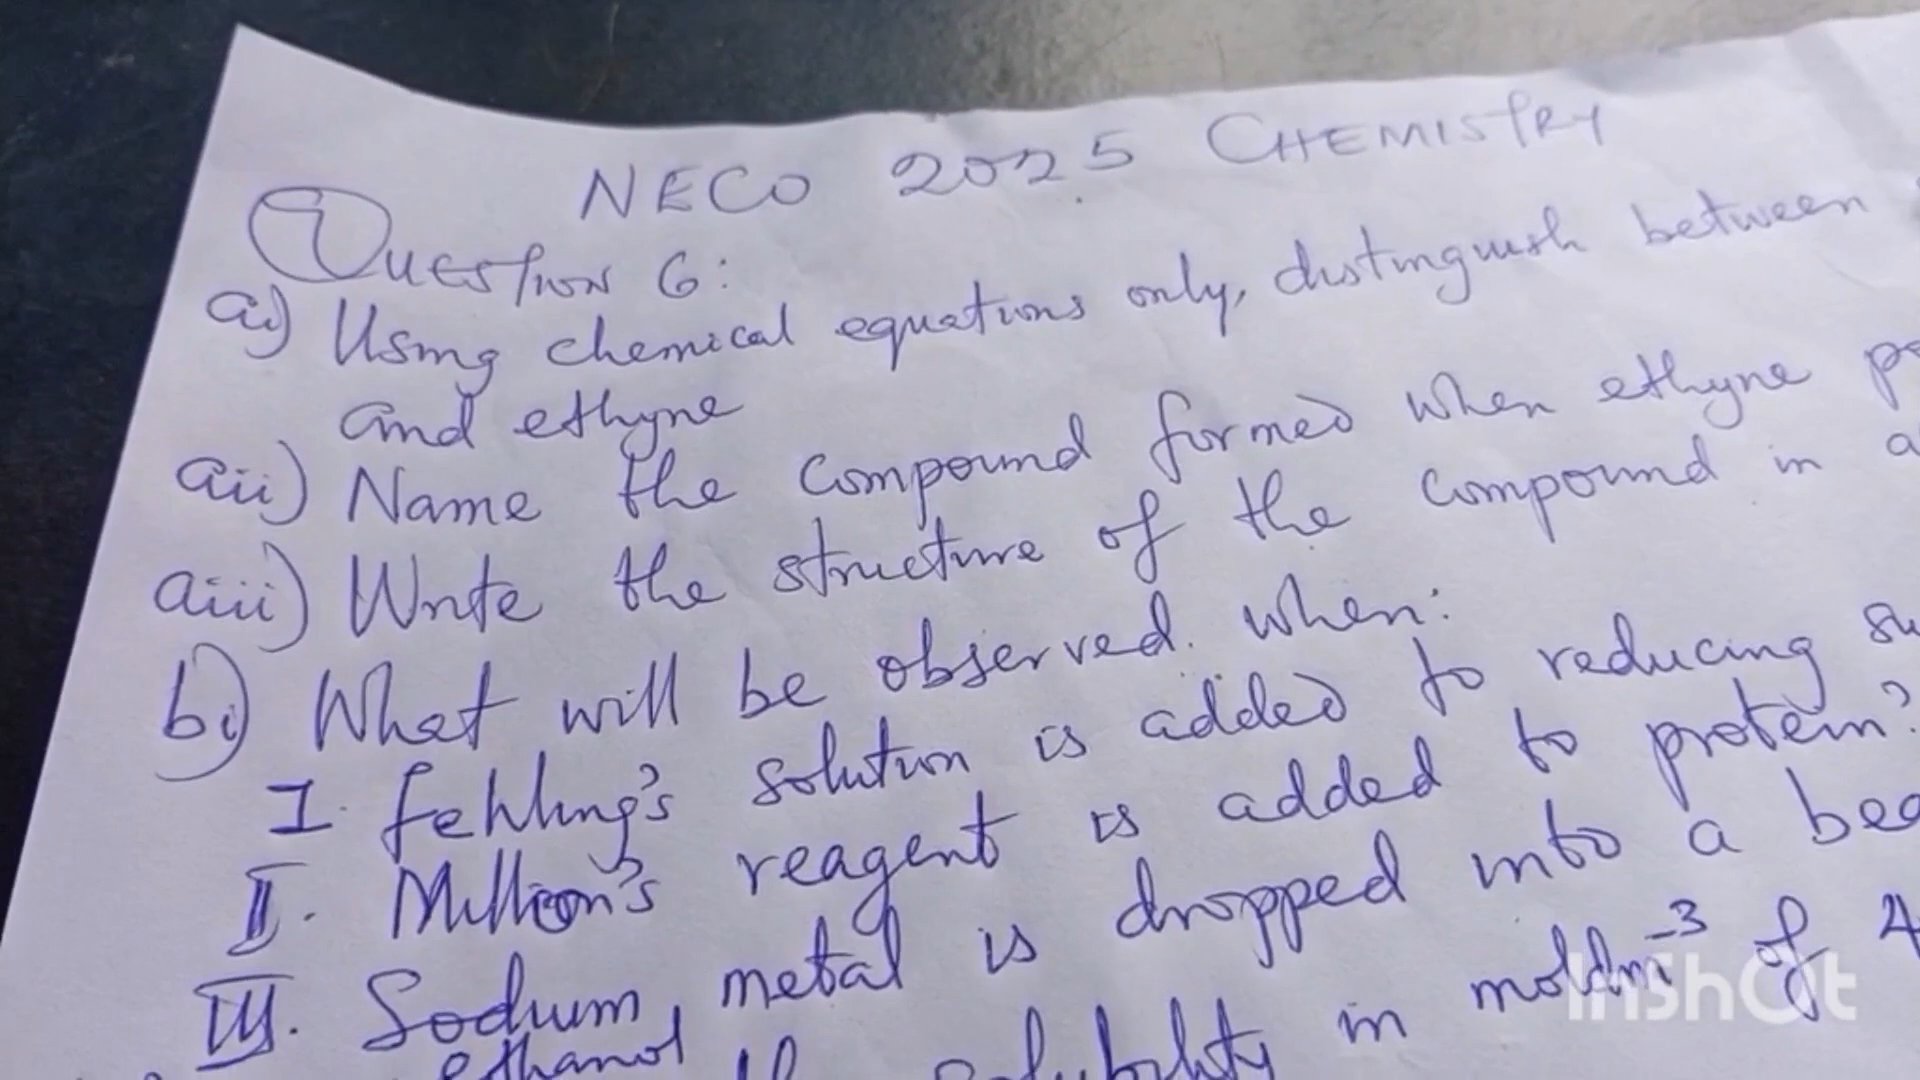 NECO 2025 CHEMISTRY
Question 6:
ai) Using chemical equations only, distinguish between
and ethyne
aii) Name the compound formed when ethyne
aiii) Write the structure of the compound in
bi) What will be observed when:
I. Fehling's solution is added to reducing
II. Million's reagent is added to protein?
III. Sodium metal is dropped into a
ethanol solubility in moldm-3 of 4
InShOt